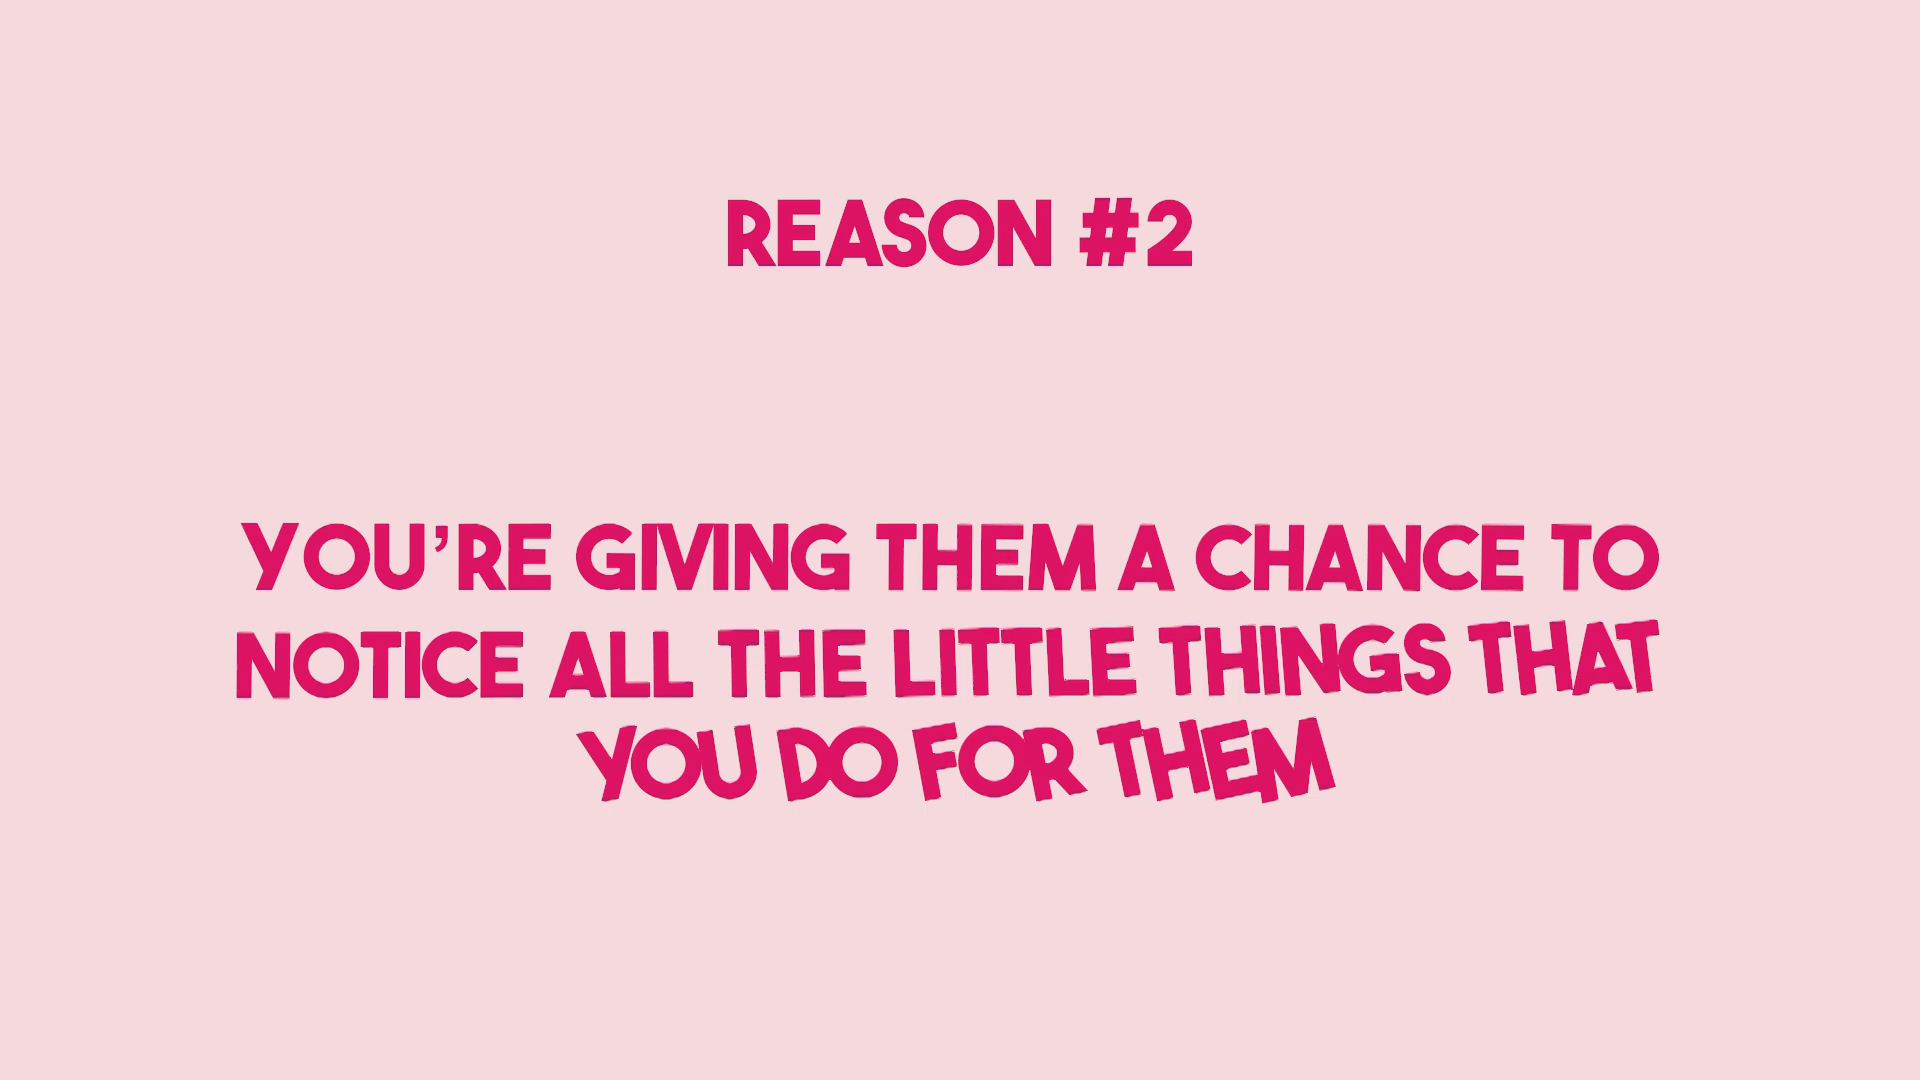 REASON #2
YOU'RE GIVING THEM A CHANCE TO
NOTICE ALL THE LITTLE THINGS THAT
YOU DO FOR THEM